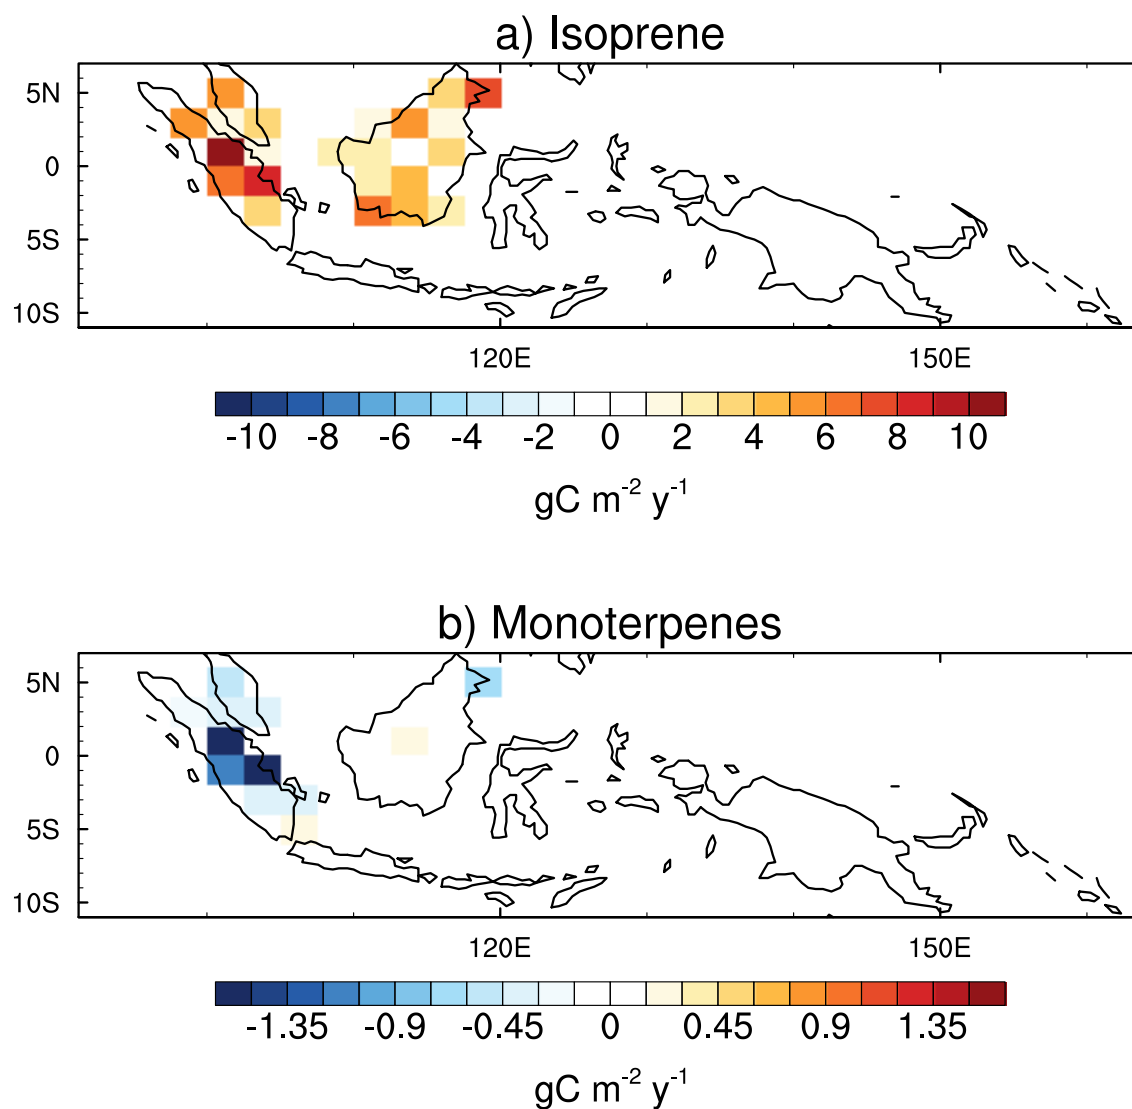 a) Isoprene
5N
0
5S
10S
120E 150E
-10 -8 -6 -4 -2 0 2 4 6 8 10
gC m⁻² y⁻¹
b) Monoterpenes
5N
0
5S
10S
120E 150E
-1.35 -0.9 -0.45 0 0.45 0.9 1.35
gC m⁻² y⁻¹